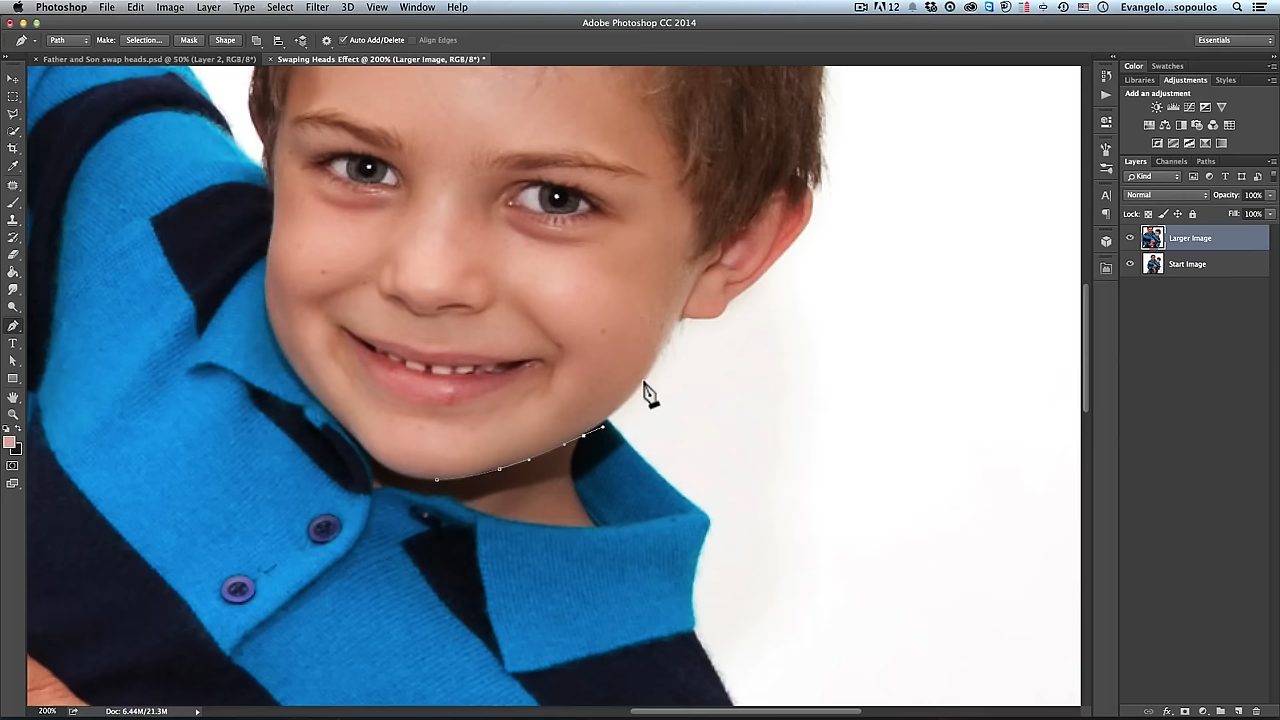 Photoshop File Edit Image Layer Type Select Filter 3D View Window Help 12 Evangelo...sopoulos
Adobe Photoshop CC 2014
Path Make: Selection... Mask Shape Auto Add/Delete Align Edges Essentials
× Father and Son swap heads.psd @ 50% (Layer 2, RGB/8*) × Swaping Heads Effect @ 200% (Larger Image, RGB/8*) *
Color Swatches
Libraries Adjustments Styles
Add an adjustment
Layers Channels Paths
Kind
Normal Opacity: 100%
Lock: Fill: 100%
Larger Image
Start Image
200% Doc: 6.44M/21.3M